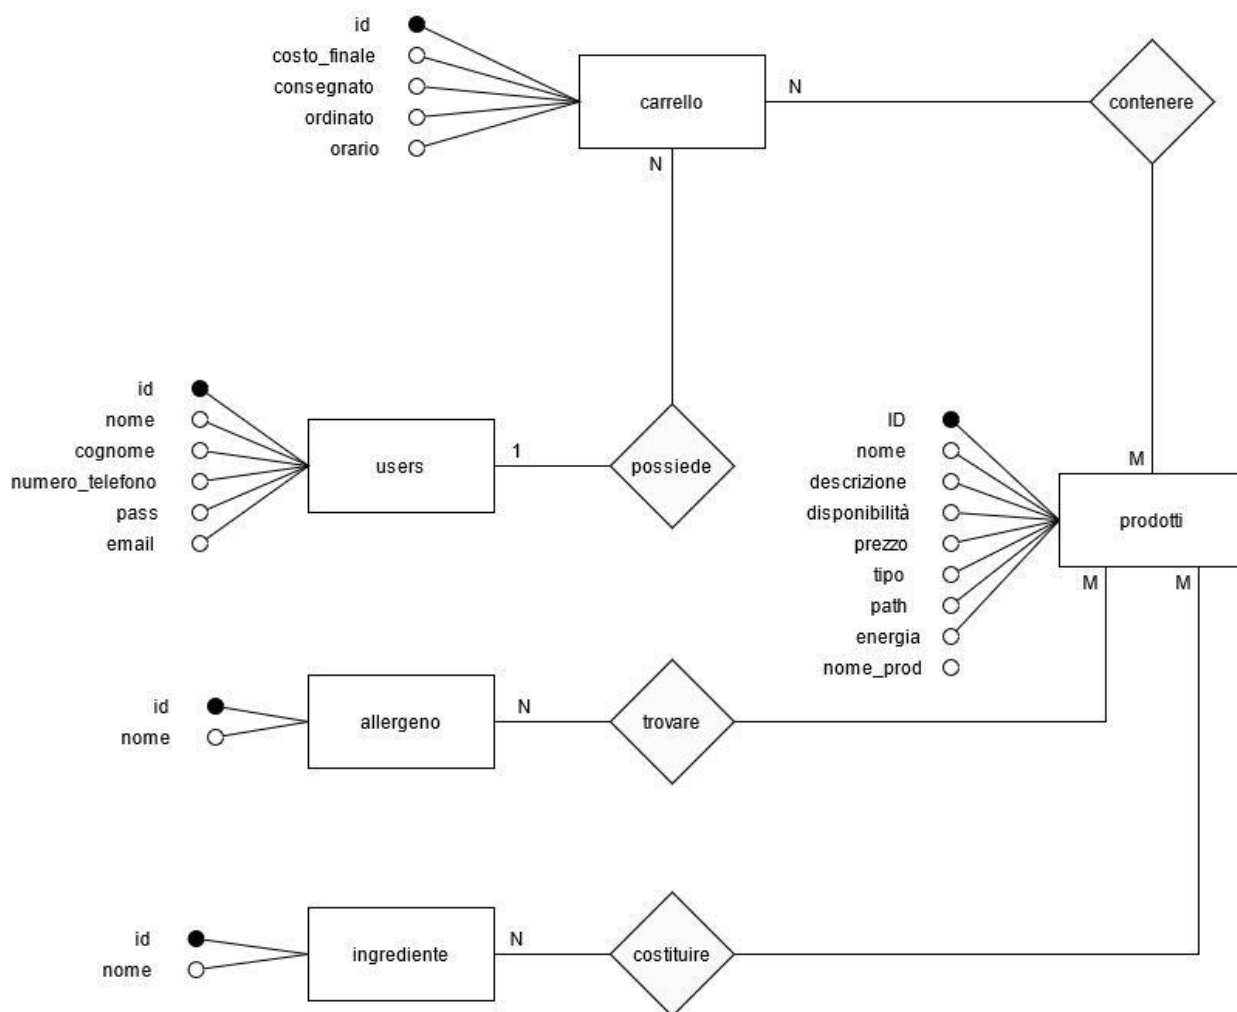 id
costo_finale
consegnato
ordinato
orario
carrello
N
contenere
N
id
nome
cognome
numero_telefono
pass
email
users
1
possiede
ID
nome
descrizione
disponibilità
prezzo
tipo
path
energia
nome_prod
M
prodotti
M
M
id
nome
allergeno
N
trovare
id
nome
ingrediente
N
costituire